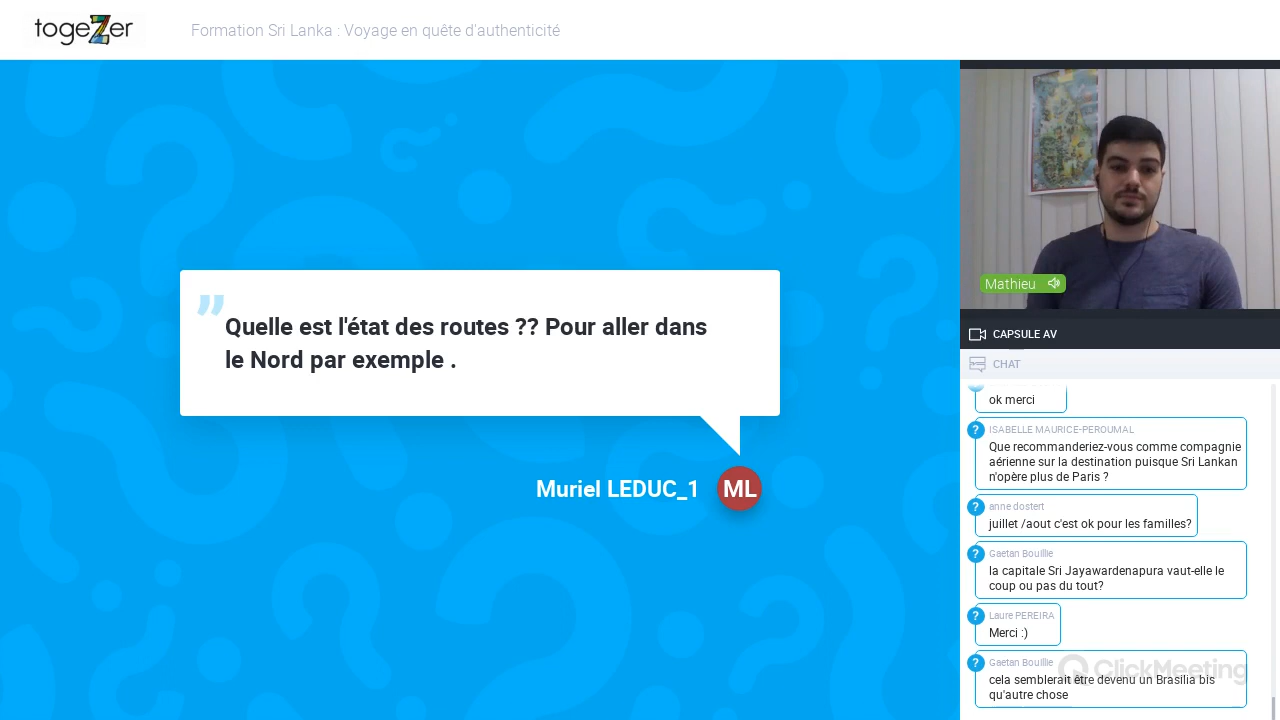 togeZer
Formation Sri Lanka : Voyage en quête d'authenticité
Quelle est l'état des routes ?? Pour aller dans
le Nord par exemple .
Muriel LEDUC_1
ML
Mathieu
CAPSULE AV
CHAT
ok merci
ISABELLE MAURICE-PEROUMAL
Que recommanderiez-vous comme compagnie
aérienne sur la destination puisque Sri Lankan
n'opère plus de Paris ?
anne dostert
juillet /aout c'est ok pour les familles?
Gaetan Bouillie
la capitale Sri Jayawardenapura vaut-elle le
coup ou pas du tout?
Laure PEREIRA
Merci :)
Gaetan Bouillie
ClickMeeting
cela semblerait être devenu un Brasilia bis
qu'autre chose